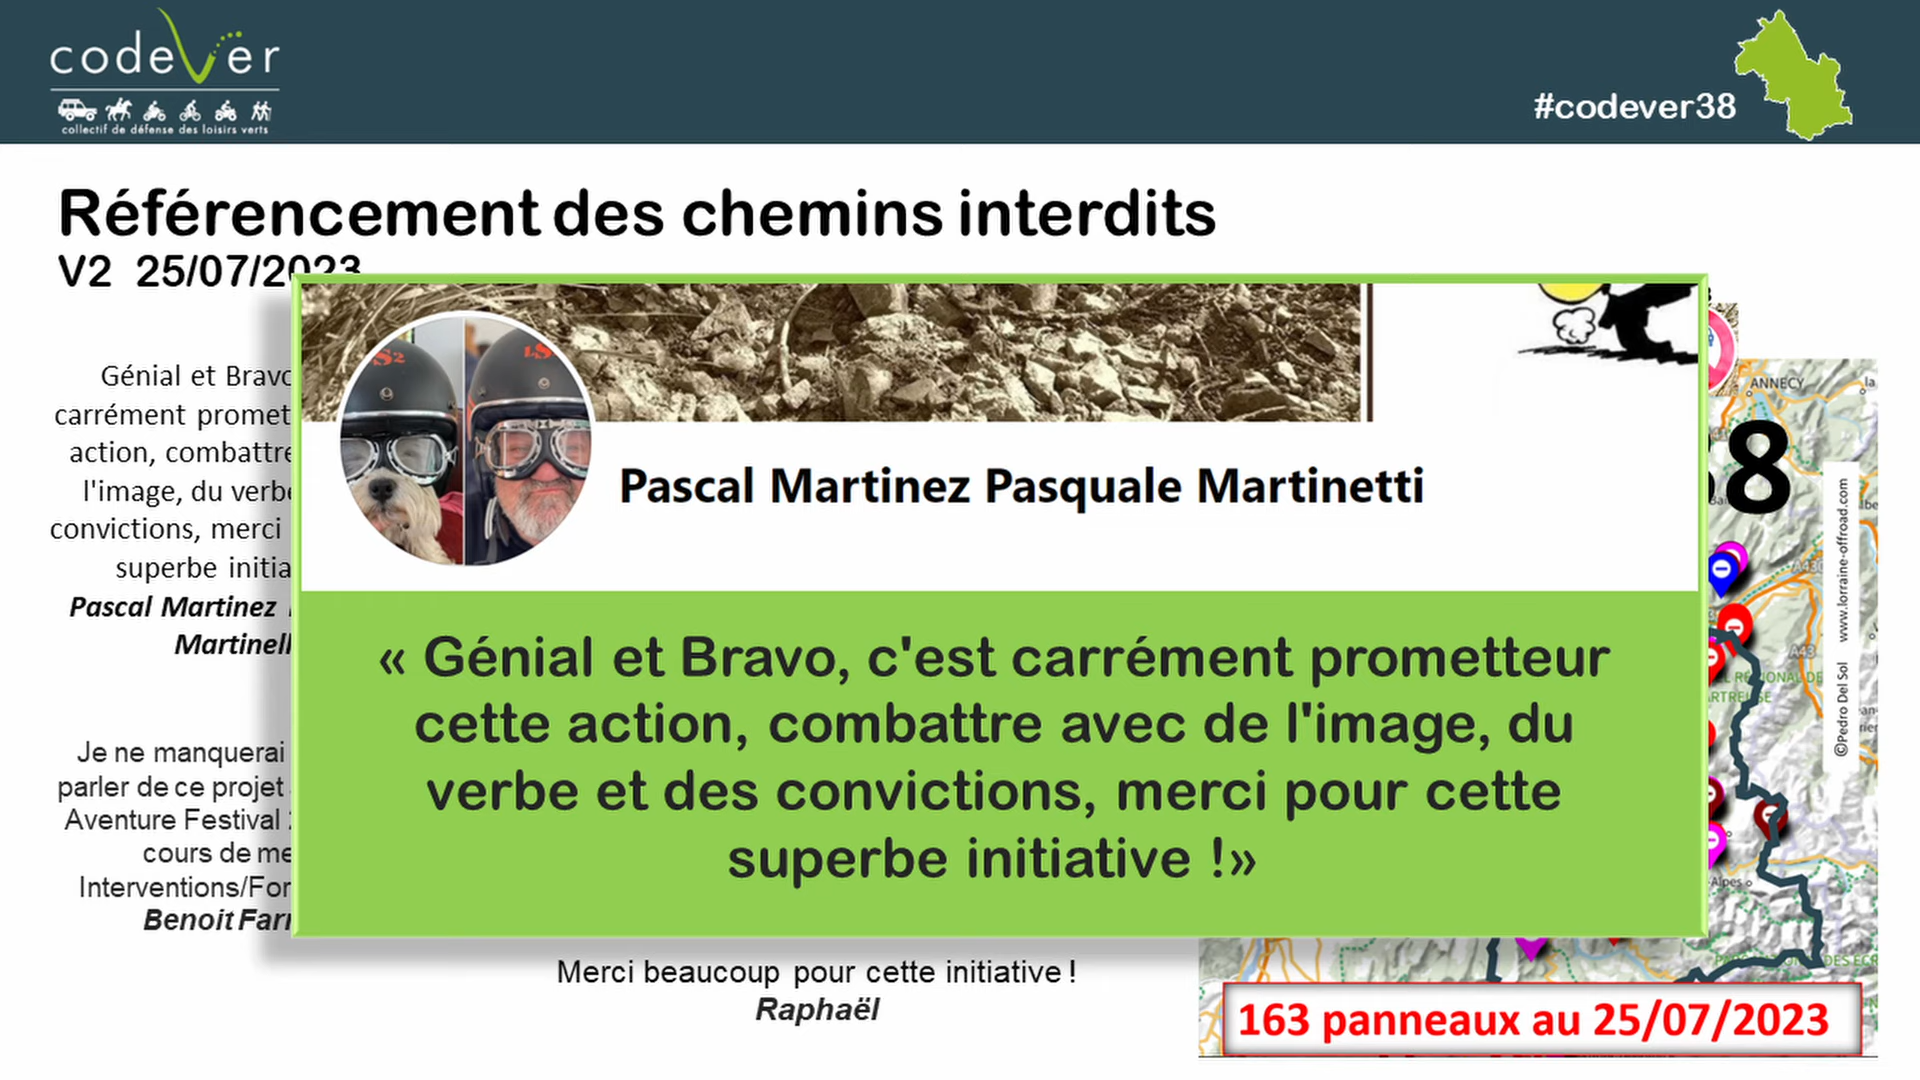 codever
collectif de défense des loisirs verts
#codever38
Référencement des chemins interdits
V2 25/07/2023
Génial et Bravo
carrément promet
action, combattre
l'image, du verbe
convictions, merci
superbe initia
Pascal Martinez
Martinell
Je ne manquerai
parler de ce projet
Aventure Festival
cours de me
Interventions/For
Benoit Farr
Pascal Martinez Pasquale Martinetti
« Génial et Bravo, c'est carrément prometteur
cette action, combattre avec de l'image, du
verbe et des convictions, merci pour cette
superbe initiative !»
Merci beaucoup pour cette initiative !
Raphaël
ANNECY
la
8
A430
A43
©Pedro Del Sol www.lorraine-offroad.com
163 panneaux au 25/07/2023